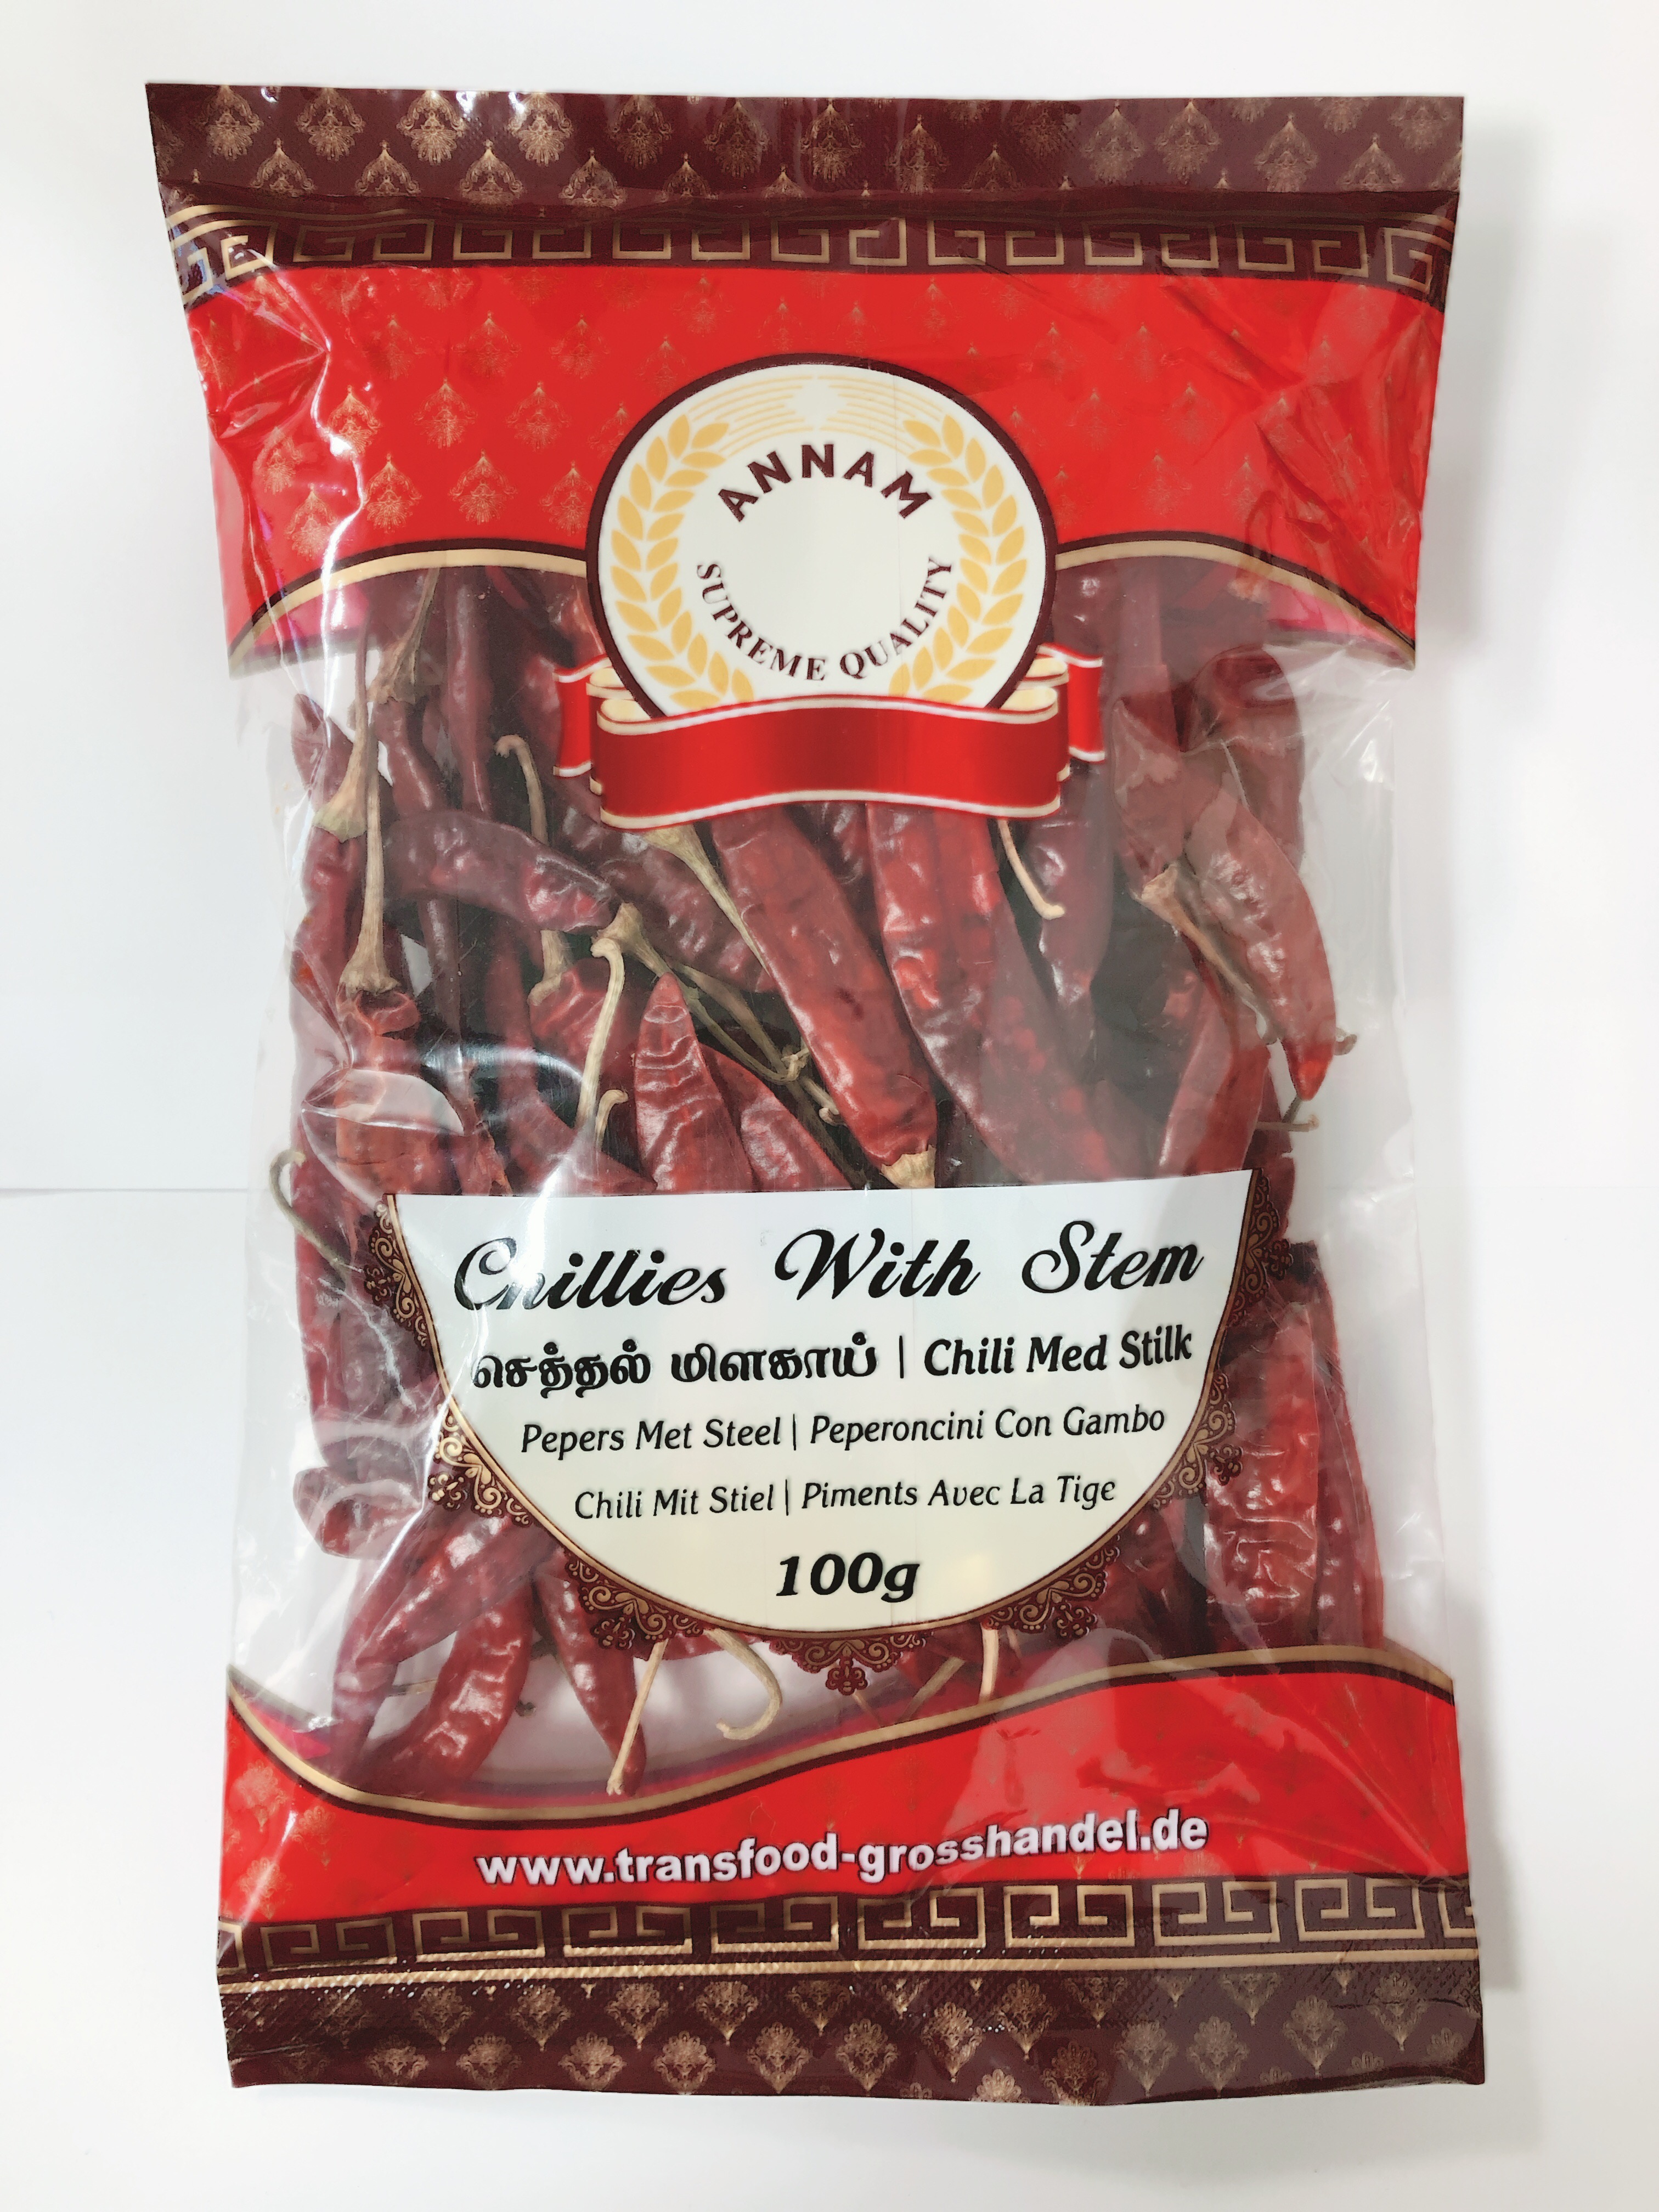 ANNAM
SUPREME QUALITY
Chillies With Stem
செத்தல் மிளகாய் | Chili Med Stilk
Pepers Met Steel | Peperoncini Con Gambo
Chili Mit Stiel | Piments Avec La Tige
100g
www.transfood-grosshandel.de